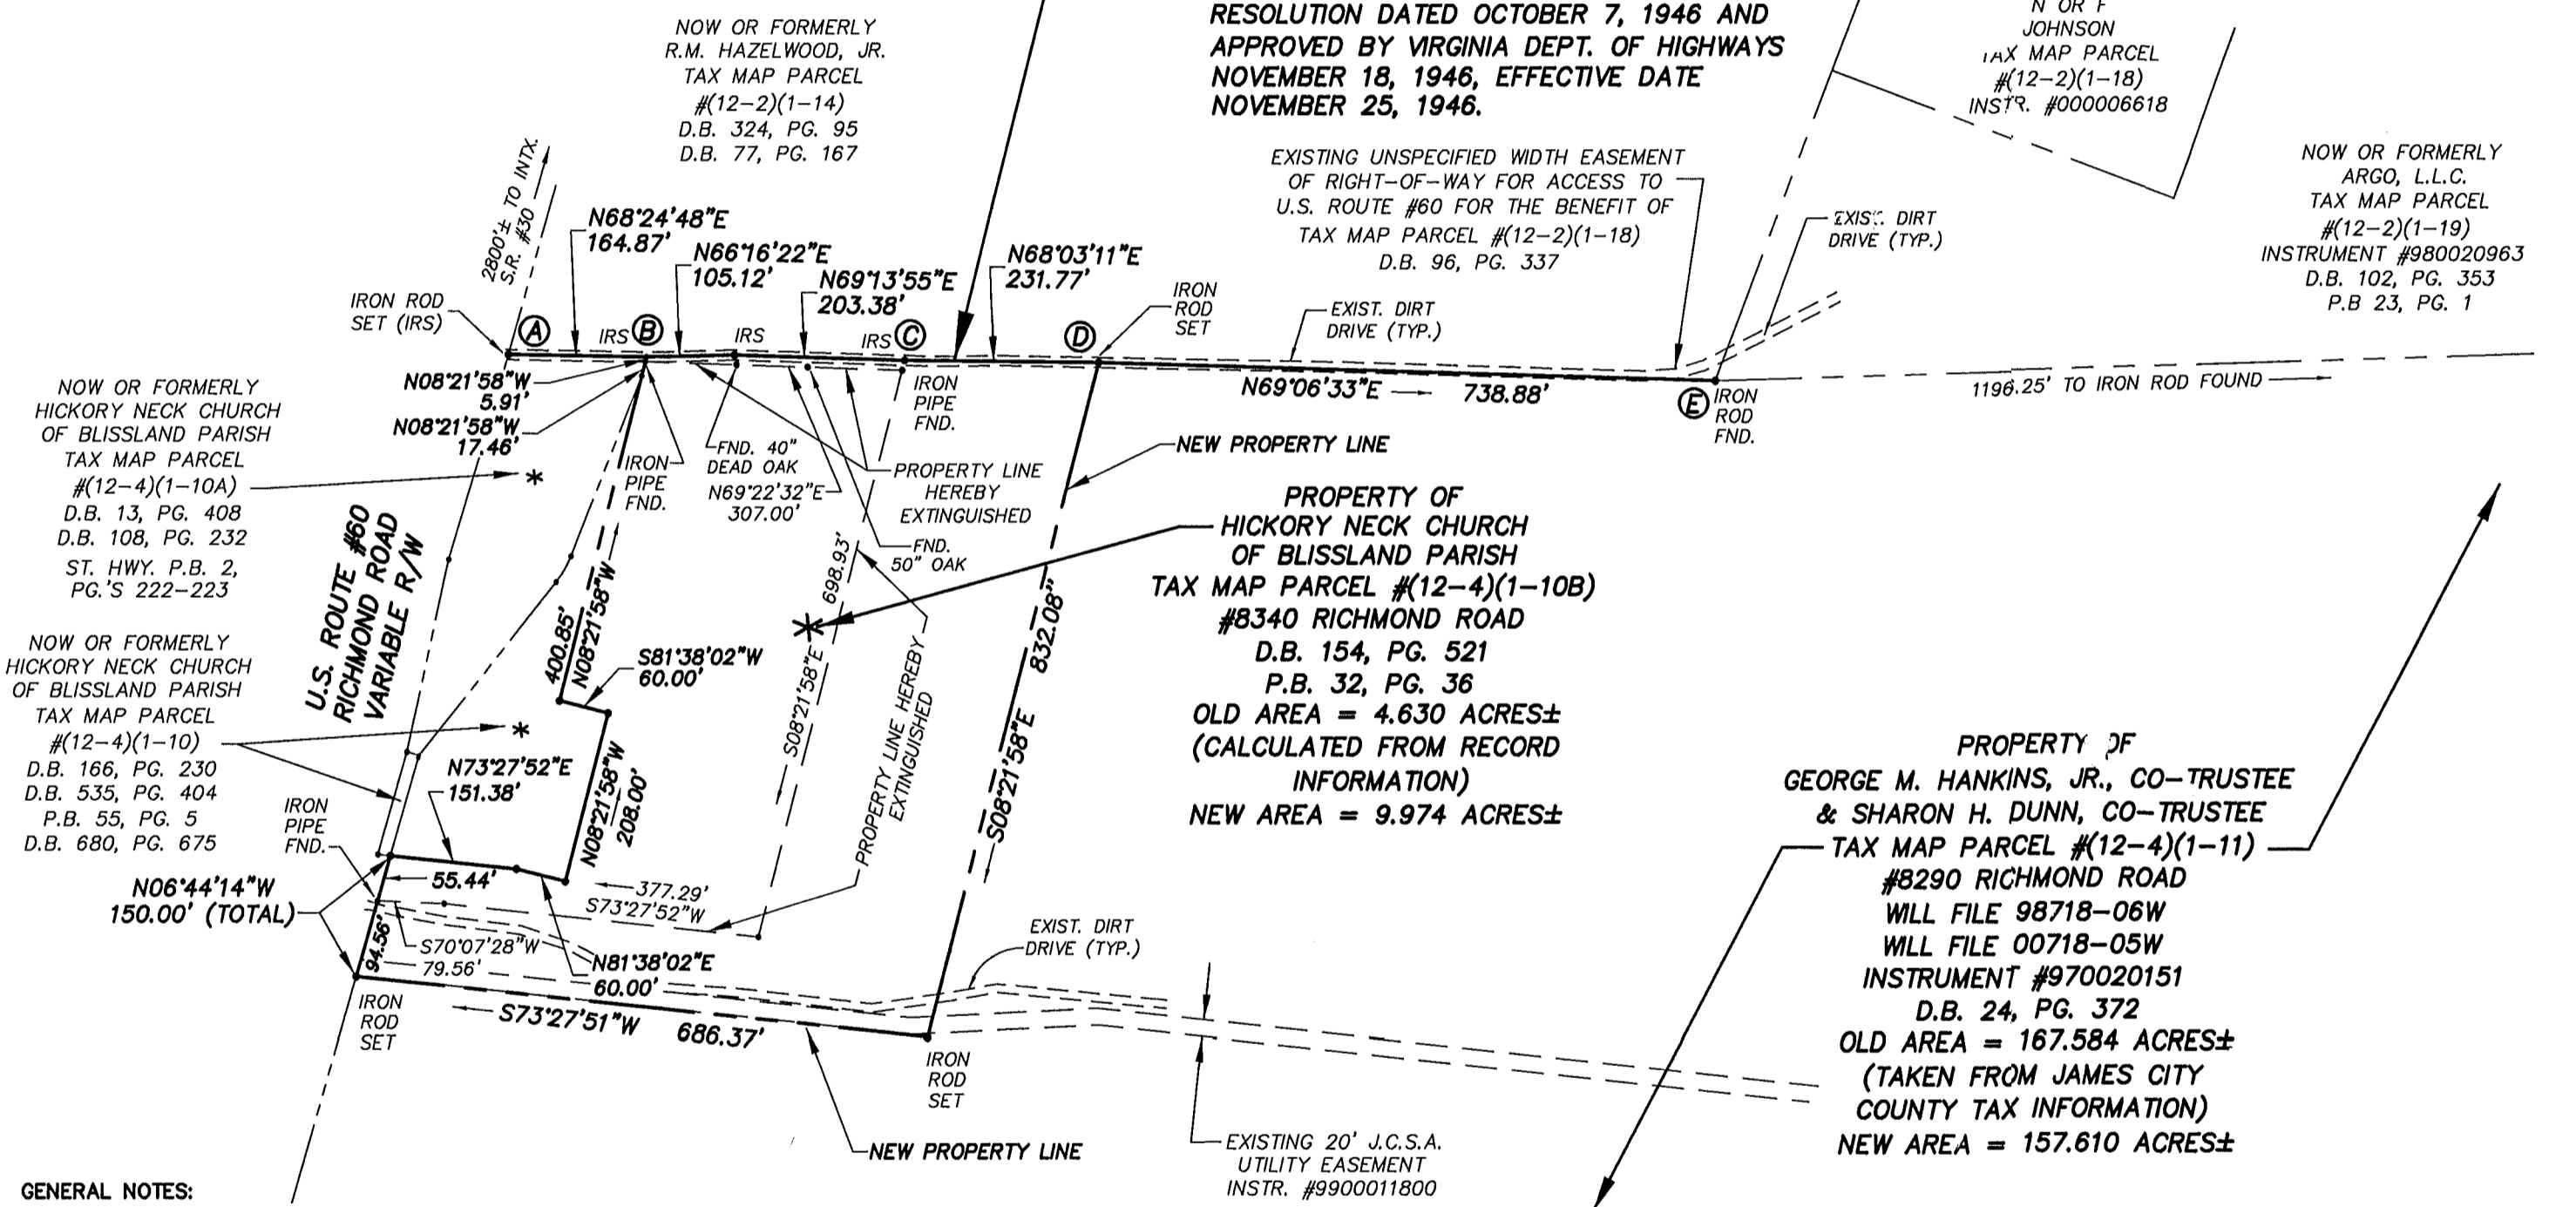 NOW OR FORMERLY
R.M. HAZELWOOD, JR.
TAX MAP PARCEL
#(12-2)(1-14)
D.B. 324, PG. 95
D.B. 77, PG. 167
RESOLUTION DATED OCTOBER 7, 1946 AND
APPROVED BY VIRGINIA DEPT. OF HIGHWAYS
NOVEMBER 18, 1946, EFFECTIVE DATE
NOVEMBER 25, 1946.
N OR F
JOHNSON
TAX MAP PARCEL
#(12-2)(1-18)
INSTR. #000006618
NOW OR FORMERLY
ARGO, L.L.C.
TAX MAP PARCEL
#(12-2)(1-19)
INSTRUMENT #980020963
D.B. 102, PG. 353
P.B 23, PG. 1
EXISTING UNSPECIFIED WIDTH EASEMENT
OF RIGHT-OF-WAY FOR ACCESS TO
U.S. ROUTE #60 FOR THE BENEFIT OF
TAX MAP PARCEL #(12-2)(1-18)
D.B. 96, PG. 337
EXIST. DIRT
DRIVE (TYP.)
2800'± TO INTX.
S.R. #30
N68°24'48"E
164.87'
N66°16'22"E
105.12'
N69°13'55"E
203.38'
N68°03'11"E
231.77'
IRON
ROD
SET
EXIST. DIRT
DRIVE (TYP.)
IRON ROD
SET (IRS)
A
IRS
B
IRS
IRS
C
D
N69°06'33"E
738.88'
E
IRON
ROD
FND.
1196.25' TO IRON ROD FOUND
N08°21'58"W
5.91'
N08°21'58"W
17.46'
IRON
PIPE
FND.
IRON
PIPE
FND.
FND. 40"
DEAD OAK
N69°22'32"E
307.00'
PROPERTY LINE
HEREBY
EXTINGUISHED
FND.
50" OAK
NEW PROPERTY LINE
NOW OR FORMERLY
HICKORY NECK CHURCH
OF BLISSLAND PARISH
TAX MAP PARCEL
#(12-4)(1-10A)
D.B. 13, PG. 408
D.B. 108, PG. 232
ST. HWY. P.B. 2,
PG.'S 222-223
*
U.S. ROUTE #60
RICHMOND ROAD
VARIABLE R/W
NOW OR FORMERLY
HICKORY NECK CHURCH
OF BLISSLAND PARISH
TAX MAP PARCEL
#(12-4)(1-10)
D.B. 166, PG. 230
D.B. 535, PG. 404
P.B. 55, PG. 5
D.B. 680, PG. 675
*
400.85'
N08°21'58"W
S81°38'02"W
60.00'
N08°21'58"W
208.00'
698.93'
S08°21'58"E
*
PROPERTY LINE HEREBY
EXTINGUISHED
832.08"
S08°21'58"E
PROPERTY OF
HICKORY NECK CHURCH
OF BLISSLAND PARISH
TAX MAP PARCEL #(12-4)(1-10B)
#8340 RICHMOND ROAD
D.B. 154, PG. 521
P.B. 32, PG. 36
OLD AREA = 4.630 ACRES±
(CALCULATED FROM RECORD
INFORMATION)
NEW AREA = 9.974 ACRES±
PROPERTY OF
GEORGE M. HANKINS, JR., CO-TRUSTEE
& SHARON H. DUNN, CO-TRUSTEE
TAX MAP PARCEL #(12-4)(1-11)
#8290 RICHMOND ROAD
WILL FILE 98718-06W
WILL FILE 00718-05W
INSTRUMENT #970020151
D.B. 24, PG. 372
OLD AREA = 167.584 ACRES±
(TAKEN FROM JAMES CITY
COUNTY TAX INFORMATION)
NEW AREA = 157.610 ACRES±
N73°27'52"E
151.38'
IRON
PIPE
FND.
N06°44'14"W
150.00' (TOTAL)
55.44'
94.56'
377.29'
S73°27'52"W
S70°07'28"W
79.56'
N81°38'02"E
60.00'
EXIST. DIRT
DRIVE (TYP.)
IRON
ROD
SET
S73°27'51"W
686.37'
IRON
ROD
SET
NEW PROPERTY LINE
EXISTING 20' J.C.S.A.
UTILITY EASEMENT
INSTR. #9900011800
GENERAL NOTES: